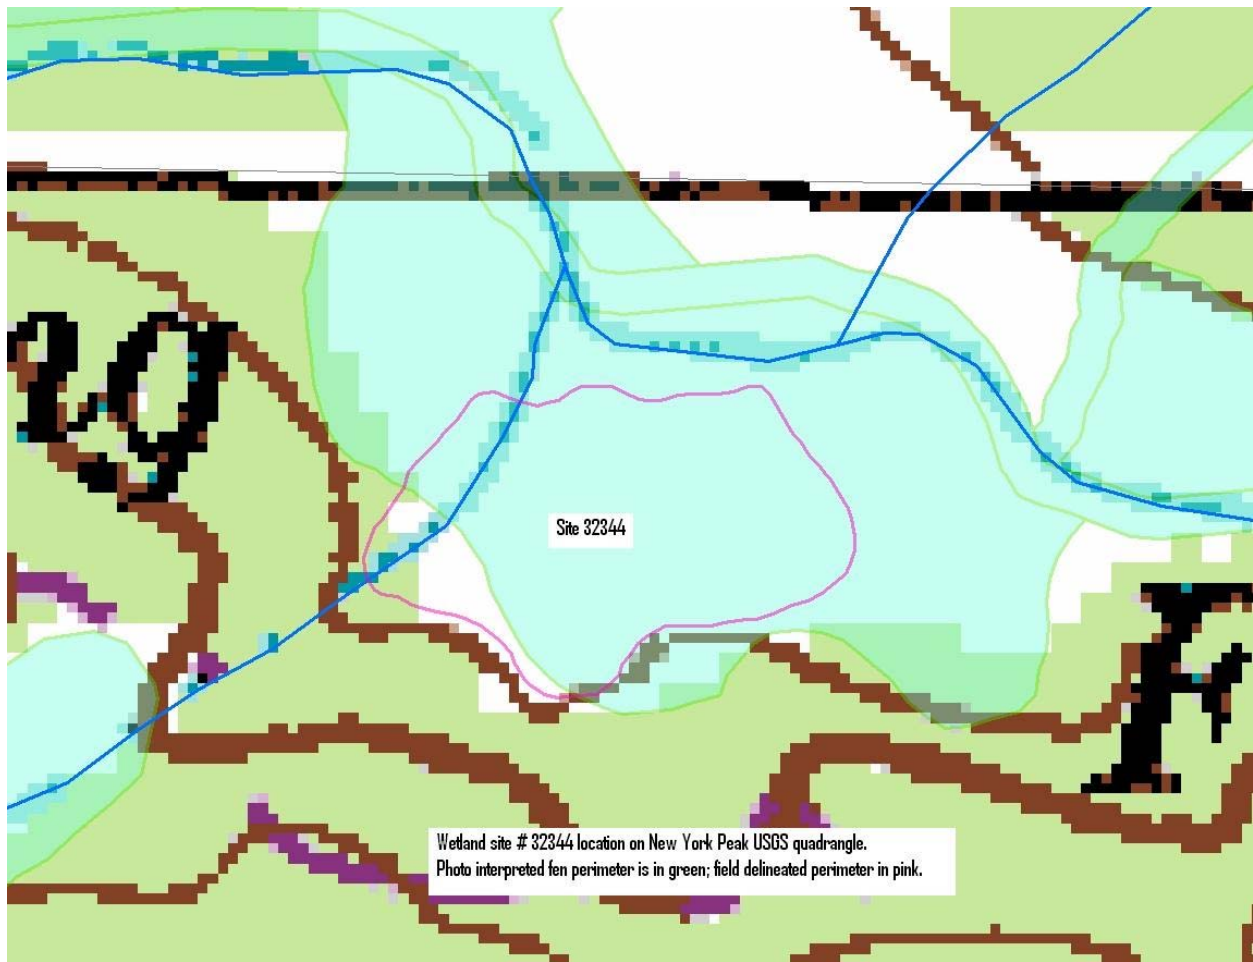 Site 32344
Wetland site # 32344 location on New York Peak USGS quadrangle.
Photo interpreted fen perimeter is in green; field delineated perimeter in pink.